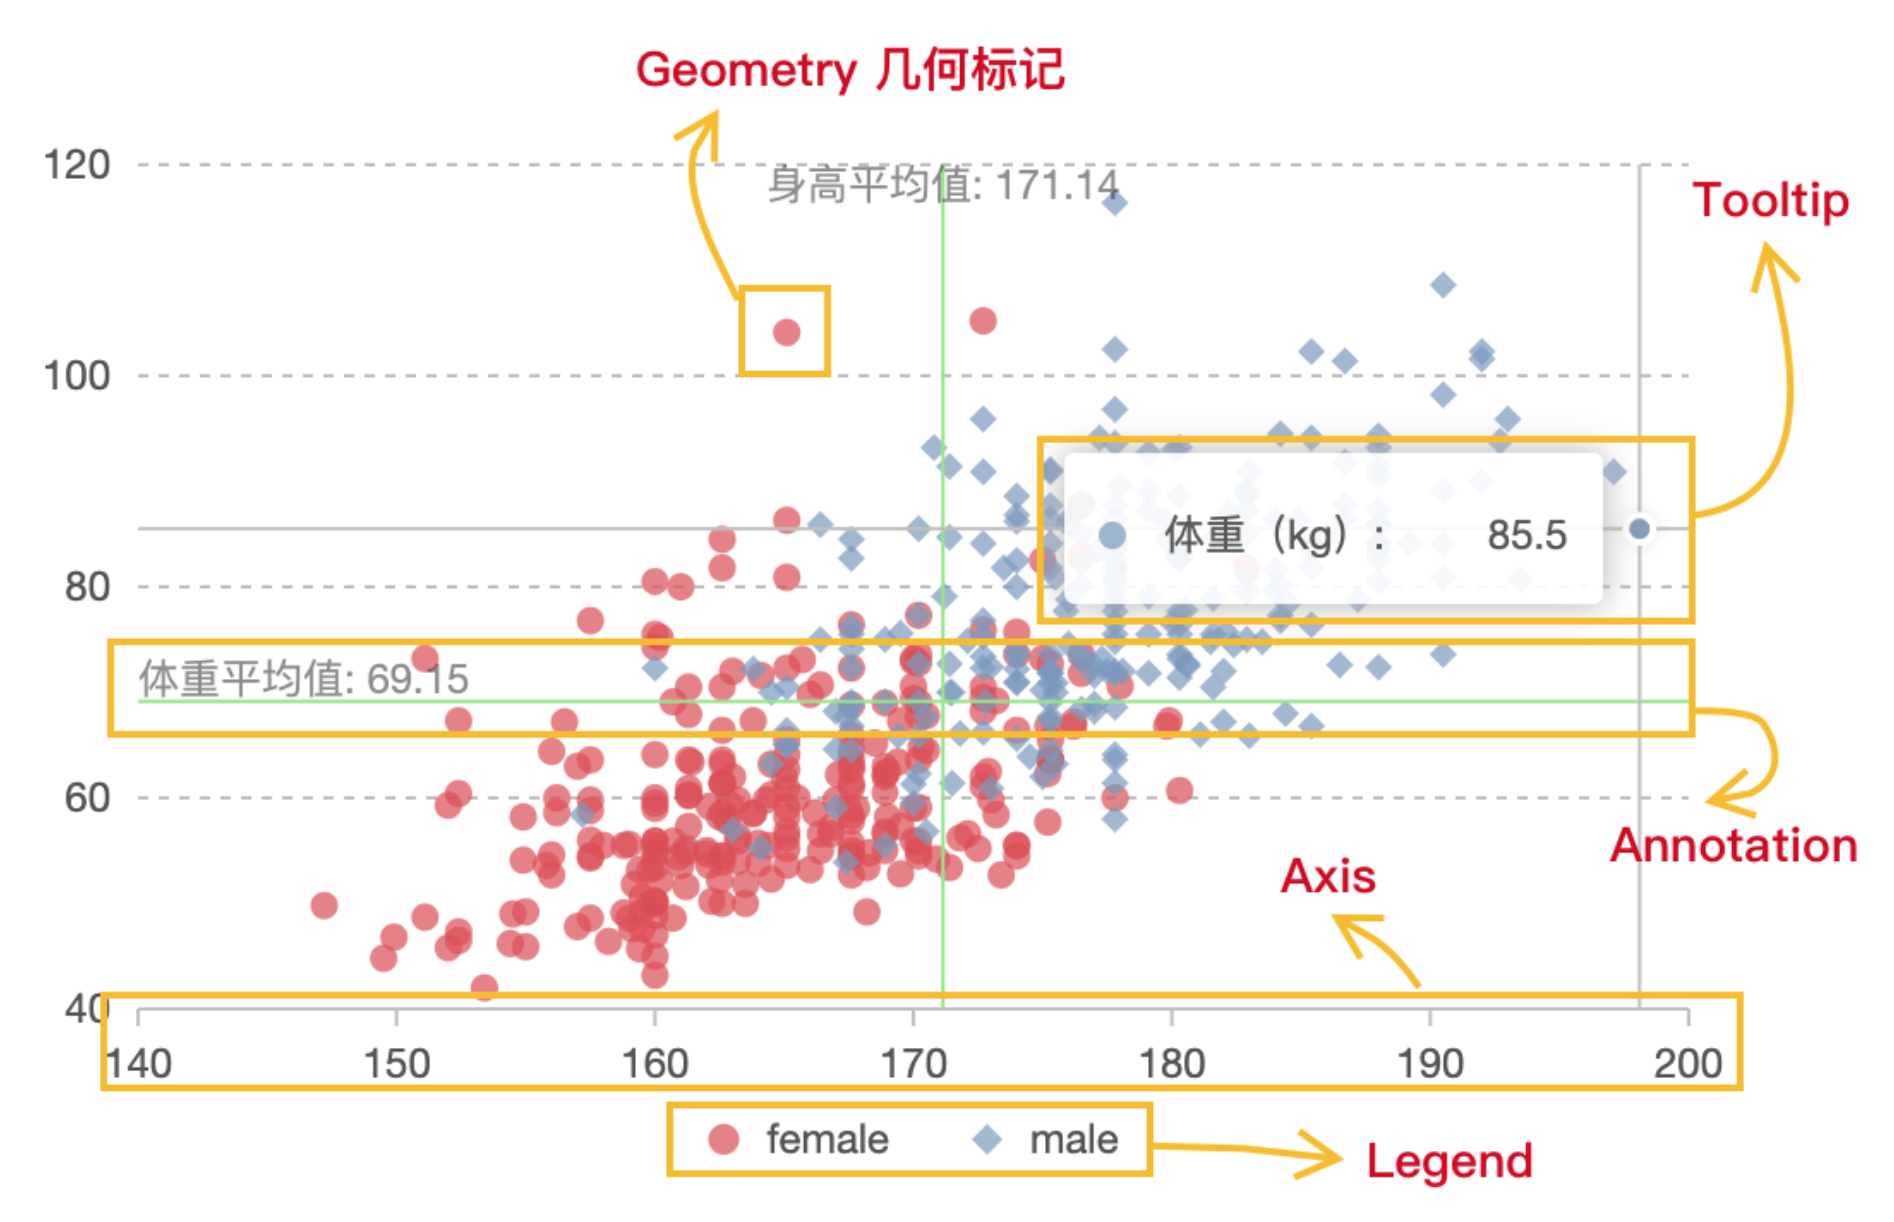 Geometry 几何标记
120
身高平均值: 171.14
Tooltip
100
体重（kg）： 85.5
80
体重平均值: 69.15
60
Annotation
Axis
40
140 150 160 170 180 190 200
female male
Legend